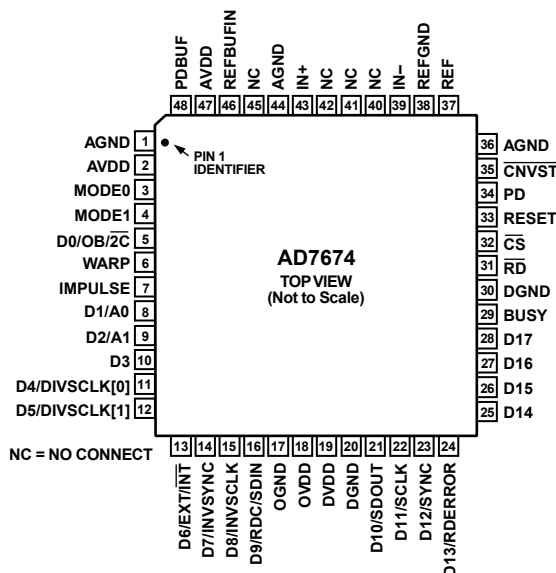 PDBUF
AVDD
REFBUFIN
NC
AGND
IN+
NC
NC
NC
IN–
REFGND
REF
48 47 46 45 44 43 42 41 40 39 38 37
AGND 1
AVDD 2
MODE0 3
MODE1 4
D0/OB/2C̅ 5
WARP 6
IMPULSE 7
D1/A0 8
D2/A1 9
D3 10
D4/DIVSCLK[0] 11
D5/DIVSCLK[1] 12
PIN 1
IDENTIFIER
AD7674
TOP VIEW
(Not to Scale)
36 AGND
35 C̅N̅V̅S̅T̅
34 PD
33 RESET
32 C̅S̅
31 R̅D̅
30 DGND
29 BUSY
28 D17
27 D16
26 D15
25 D14
NC = NO CONNECT
13 14 15 16 17 18 19 20 21 22 23 24
D6/EXT/I̅N̅T̅
D7/INVSYNC
D8/INVSCLK
D9/RDC/SDIN
OGND
OVDD
DVDD
DGND
D10/SDOUT
D11/SCLK
D12/SYNC
D13/RDERROR